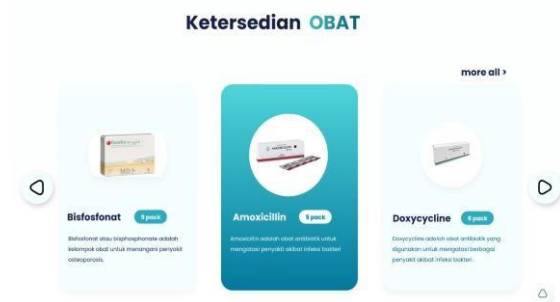 Ketersedian OBAT
more all >
Bisfosfonat 5 pack
Bisfosfonat atau bisphosphonate adalah
kelompok obat untuk menangani penyakit
osteoporosis.
Amoxicillin 5 pack
Amoxicillin adalah obat antibiotik untuk
mengatasi penyakit akibat infeksi bakteri
Doxycycline 6 pack
Doxycycline adalah obat antibiotik yang
digunakan untuk mengatasi berbagai
penyakit akibat infeksi bakteri.